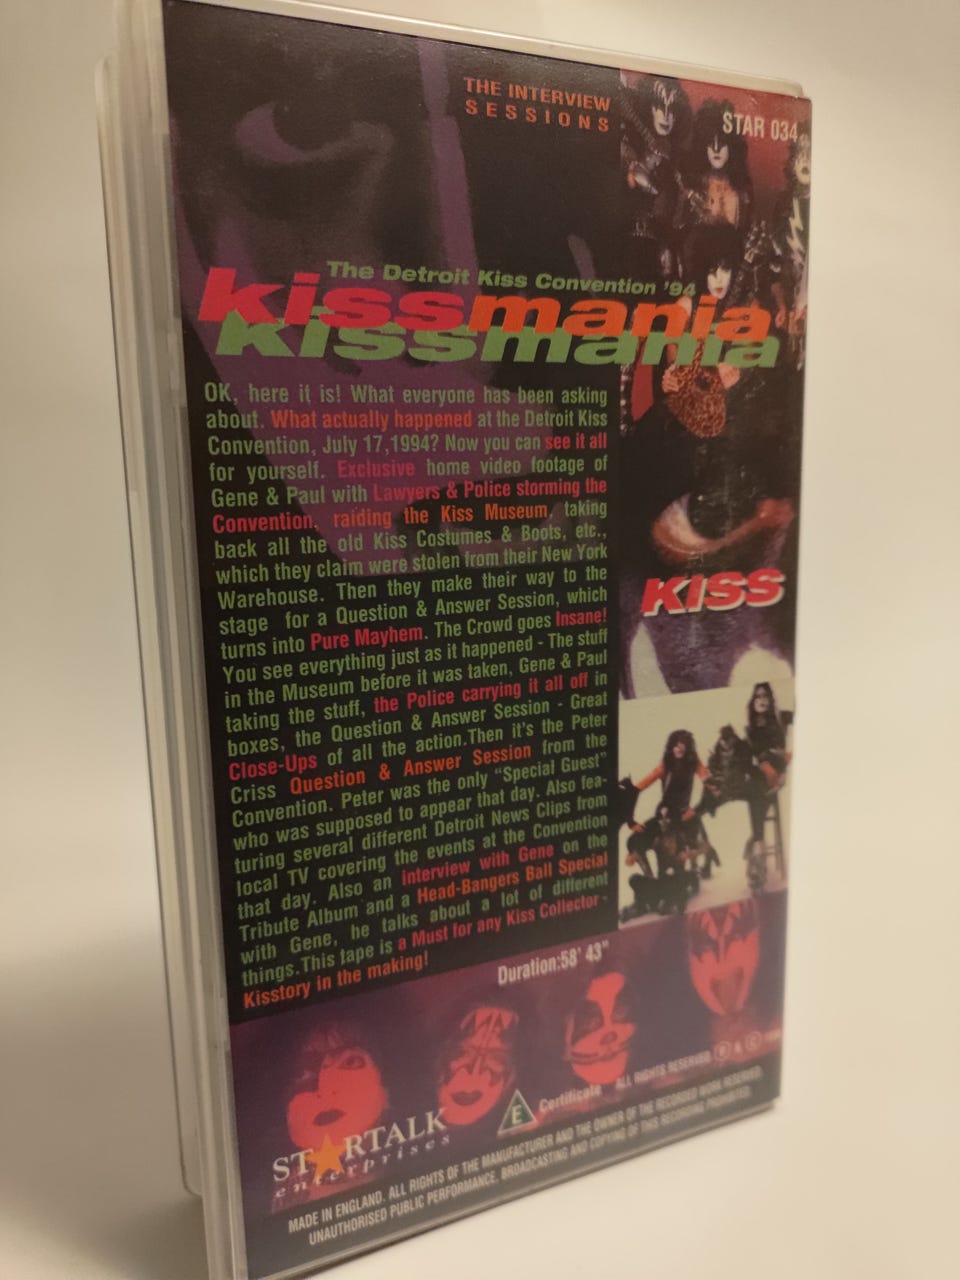 THE INTERVIEW
SESSIONS
STAR 034
The Detroit Kiss Convention '94
kissmania
kissmania
OK, here it is! What everyone has been asking
about. What actually happened at the Detroit Kiss
Convention, July 17,1994? Now you can see it all
for yourself. Exclusive home video footage of
Gene & Paul with Lawyers & Police storming the
Convention, raiding the Kiss Museum, taking
back all the old Kiss Costumes & Boots, etc.,
which they claim were stolen from their New York
Warehouse. Then they make their way to the
stage for a Question & Answer Session, which
turns into Pure Mayhem. The Crowd goes Insane!
You see everything just as it happened - The stuff
in the Museum before it was taken, Gene & Paul
taking the stuff, the Police carrying it all off in
boxes, the Question & Answer Session - Great
Close-Ups of all the action.Then it's the Peter
Criss Question & Answer Session from the
Convention. Peter was the only "Special Guest"
who was supposed to appear that day. Also fea-
turing several different Detroit News Clips from
local TV covering the events at the Convention
that day. Also an interview with Gene on the
Tribute Album and a Head-Bangers Ball Special
with Gene, he talks about a lot of different
things.This tape is a Must for any Kiss Collector -
Kisstory in the making!
KISS
Duration:58' 43"
STARTALK
enterprises
E
Certificate
ALL RIGHTS RESERVED Ⓟ & ©
MADE IN ENGLAND. ALL RIGHTS OF THE MANUFACTURER AND THE OWNER OF THE RECORDED WORK RESERVED.
UNAUTHORISED PUBLIC PERFORMANCE, BROADCASTING AND COPYING OF THIS RECORDING PROHIBITED.